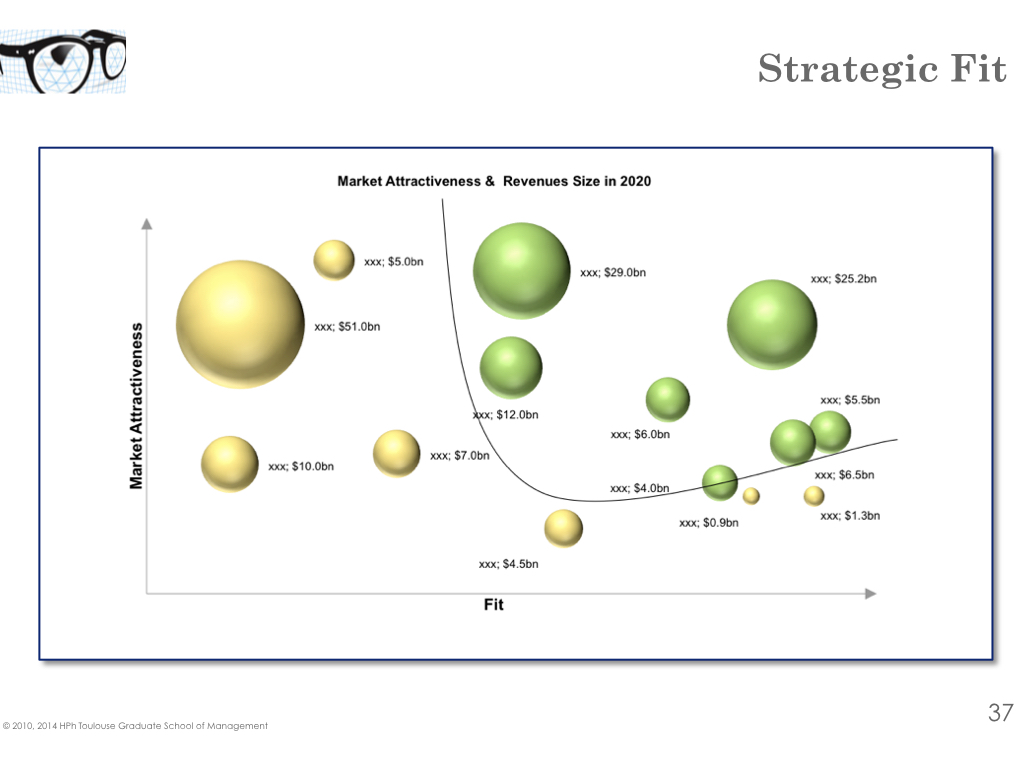 Strategic Fit
Market Attractiveness & Revenues Size in 2020
xxx; $5.0bn
xxx; $29.0bn
xxx; $25.2bn
xxx; $51.0bn
Market Attractiveness
xxx; $5.5bn
xxx; $12.0bn
xxx; $6.0bn
xxx; $7.0bn
xxx; $10.0bn
xxx; $6.5bn
xxx; $4.0bn
xxx; $1.3bn
xxx; $0.9bn
xxx; $4.5bn
Fit
37
© 2010, 2014 HPh Toulouse Graduate School of Management